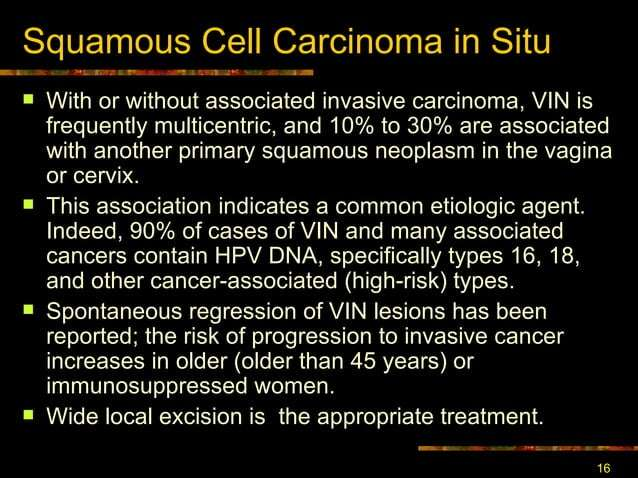 Squamous Cell Carcinoma in Situ
With or without associated invasive carcinoma, VIN is
frequently multicentric, and 10% to 30% are associated
with another primary squamous neoplasm in the vagina
or cervix.
This association indicates a common etiologic agent.
Indeed, 90% of cases of VIN and many associated
cancers contain HPV DNA, specifically types 16, 18,
and other cancer-associated (high-risk) types.
Spontaneous regression of VIN lesions has been
reported; the risk of progression to invasive cancer
increases in older (older than 45 years) or
immunosuppressed women.
Wide local excision is  the appropriate treatment.
16